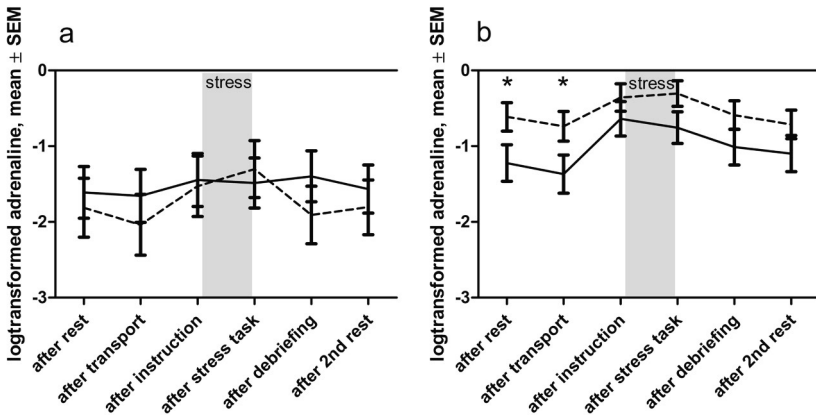 a
logtransformed adrenaline, mean ± SEM
0
-1
-2
-3
stress
after rest
after transport
after instruction
after stress task
after debriefing
after 2nd rest
b
logtransformed adrenaline, mean ± SEM
0
-1
-2
-3
* *
stress
after rest
after transport
after instruction
after stress task
after debriefing
after 2nd rest